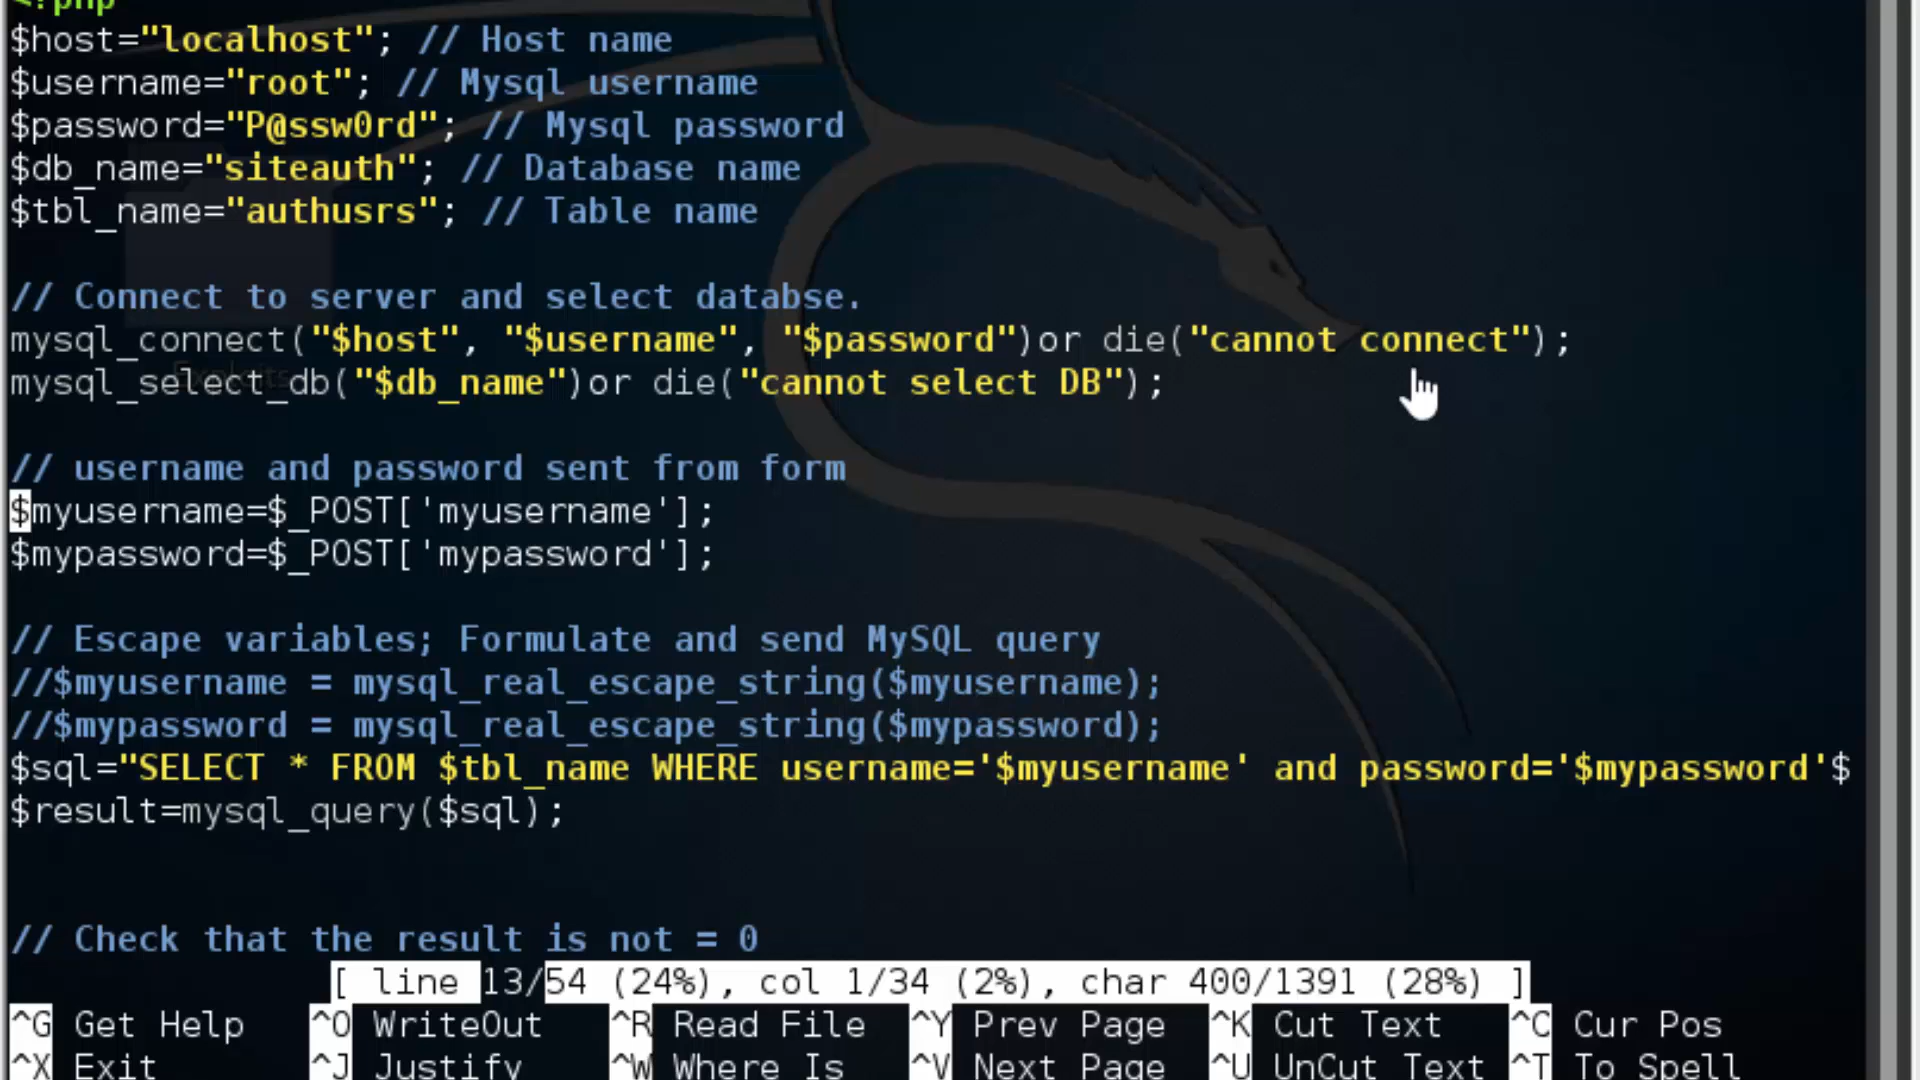 <?php
$host="localhost"; // Host name
$username="root"; // Mysql username
$password="P@ssw0rd"; // Mysql password
$db_name="siteauth"; // Database name
$tbl_name="authusrs"; // Table name
// Connect to server and select databse.
mysql_connect("$host", "$username", "$password")or die("cannot connect");
mysql_select_db("$db_name")or die("cannot select DB");
// username and password sent from form
$myusername=$_POST['myusername'];
$mypassword=$_POST['mypassword'];
// Escape variables; Formulate and send MySQL query
//$myusername = mysql_real_escape_string($myusername);
//$mypassword = mysql_real_escape_string($mypassword);
$sql="SELECT * FROM $tbl_name WHERE username='$myusername' and password='$mypassword'$
$result=mysql_query($sql);
// Check that the result is not = 0
[ line 13/54 (24%), col 1/34 (2%), char 400/1391 (28%) ]
^G Get Help ^O WriteOut ^R Read File ^Y Prev Page ^K Cut Text ^C Cur Pos
^X Exit ^J Justify ^W Where Is ^V Next Page ^U UnCut Text ^T To Spell